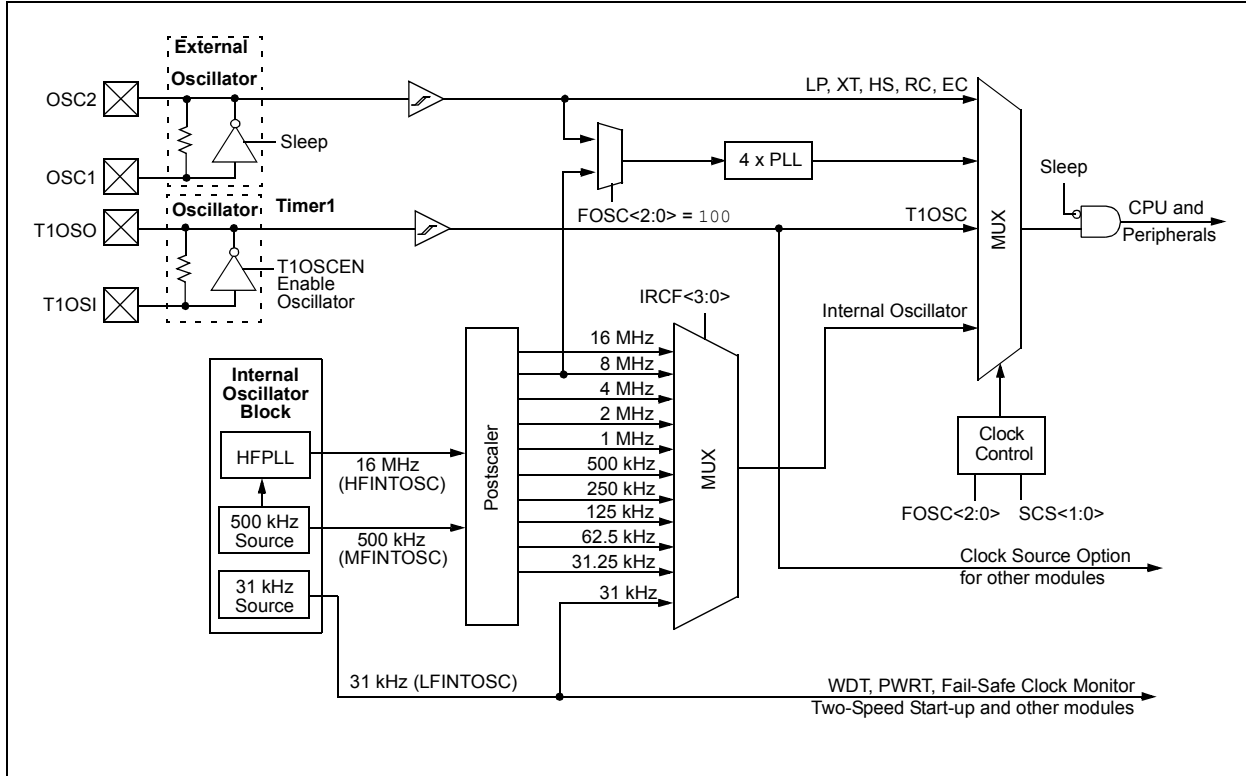 External
Oscillator
OSC2
Sleep
OSC1
LP, XT, HS, RC, EC
4 x PLL
FOSC<2:0> = 100
Oscillator
Timer1
T1OSO
T1OSCEN
Enable
Oscillator
T1OSI
T1OSC
MUX
Sleep
CPU and
Peripherals
IRCF<3:0>
Internal Oscillator
Internal
Oscillator
Block
HFPLL
500 kHz
Source
31 kHz
Source
16 MHz
(HFINTOSC)
500 kHz
(MFINTOSC)
Postscaler
16 MHz
8 MHz
4 MHz
2 MHz
1 MHz
500 kHz
250 kHz
125 kHz
62.5 kHz
31.25 kHz
31 kHz
MUX
Clock
Control
FOSC<2:0>
SCS<1:0>
Clock Source Option
for other modules
31 kHz (LFINTOSC)
WDT, PWRT, Fail-Safe Clock Monitor
Two-Speed Start-up and other modules